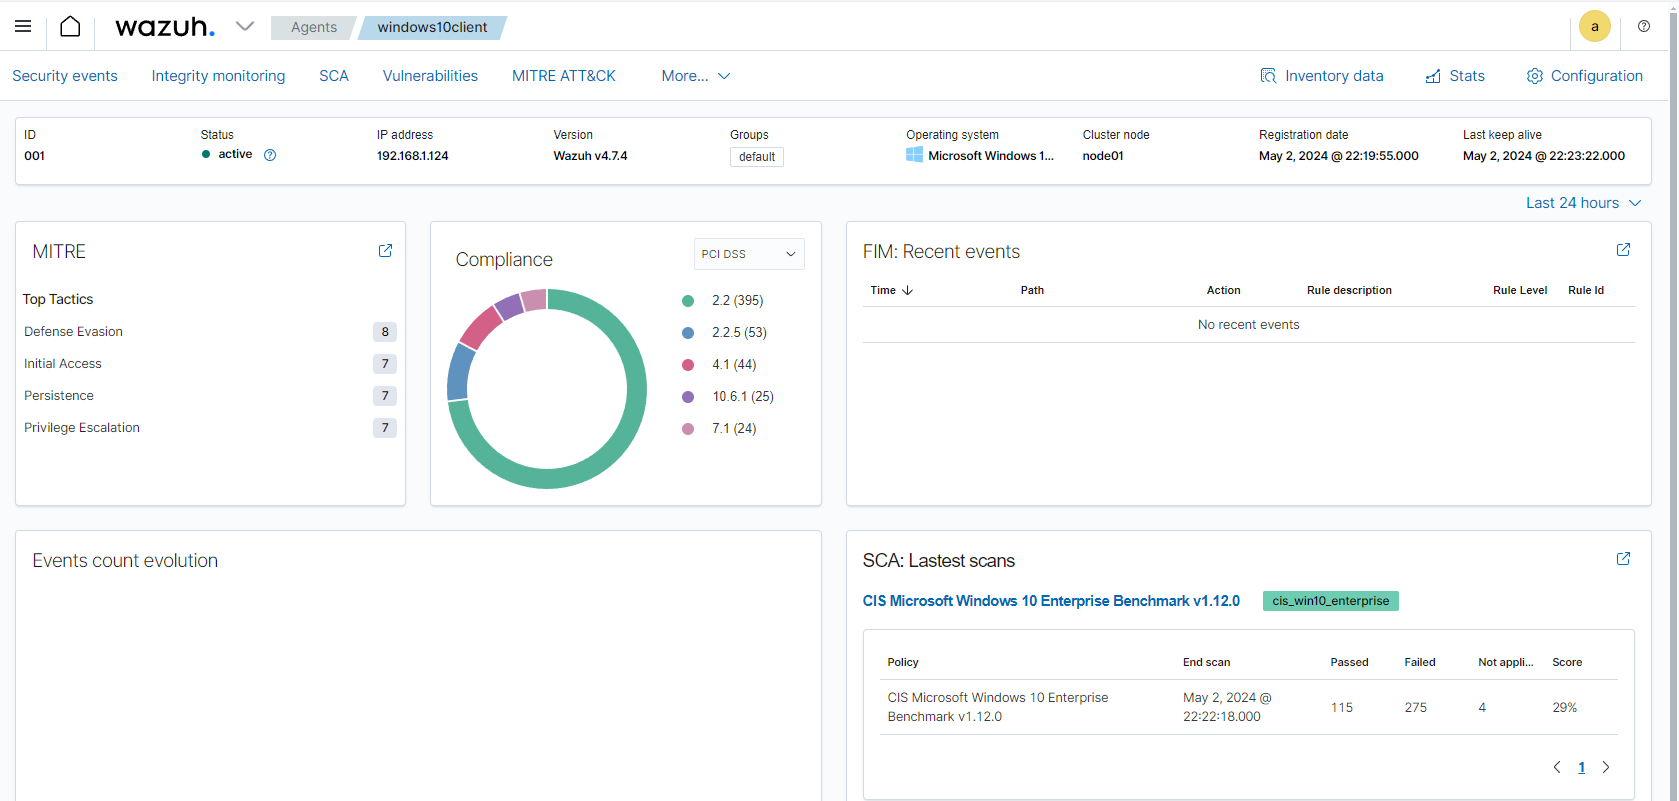 wazuh.
Agents
windows10client
a
Security events
Integrity monitoring
SCA
Vulnerabilities
MITRE ATT&CK
More...
Inventory data
Stats
Configuration
ID
001
Status
active
IP address
192.168.1.124
Version
Wazuh v4.7.4
Groups
default
Operating system
Microsoft Windows 1...
Cluster node
node01
Registration date
May 2, 2024 @ 22:19:55.000
Last keep alive
May 2, 2024 @ 22:23:22.000
Last 24 hours
MITRE
Top Tactics
Defense Evasion 8
Initial Access 7
Persistence 7
Privilege Escalation 7
Compliance
PCI DSS
2.2 (395)
2.2.5 (53)
4.1 (44)
10.6.1 (25)
7.1 (24)
FIM: Recent events
Time Path Action Rule description Rule Level Rule Id
No recent events
Events count evolution
SCA: Lastest scans
CIS Microsoft Windows 10 Enterprise Benchmark v1.12.0 cis_win10_enterprise
Policy End scan Passed Failed Not appli... Score
CIS Microsoft Windows 10 Enterprise
Benchmark v1.12.0
May 2, 2024 @
22:22:18.000
115 275 4 29%
1